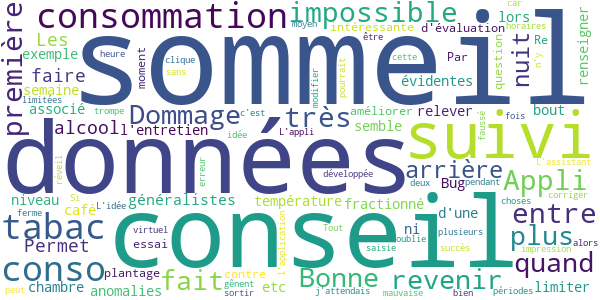 première
consommation
impossible
car
lors
horaires
Les
moyen
intéressante
d'évaluation
Re
n'y
exemple
heure
clique
être
Par
cette
nuit
question
renseigner
faire
moment
sans
sommeil
modifier
pourrait
évidentes
semaine
limitées
associé
trompe
Dommage
c'est
très
améliorer
relever
bout
alcool
l'entretien
idée
L'appli
semble
faussé
fois
suivi
données
réveil
erreur
développée
arrière
Bug
deux
pendant
L'assistant
Appli
corriger
niveau
L'idée
Si
généralistes
température
fractionné
d'une
choses
café
tabac
ferme
virtuel
conseil
l'application
Tout
saisie
oublie
ni
plusieurs
succès
entre
plus
impression
alors
Permet
essai
conso
plantage
contre
gênent
quand
peut
chambre
anomalies
fait
sortir
etc
Bonne
j'attendais
revenir
mauvaise
bien
périodes
limiter